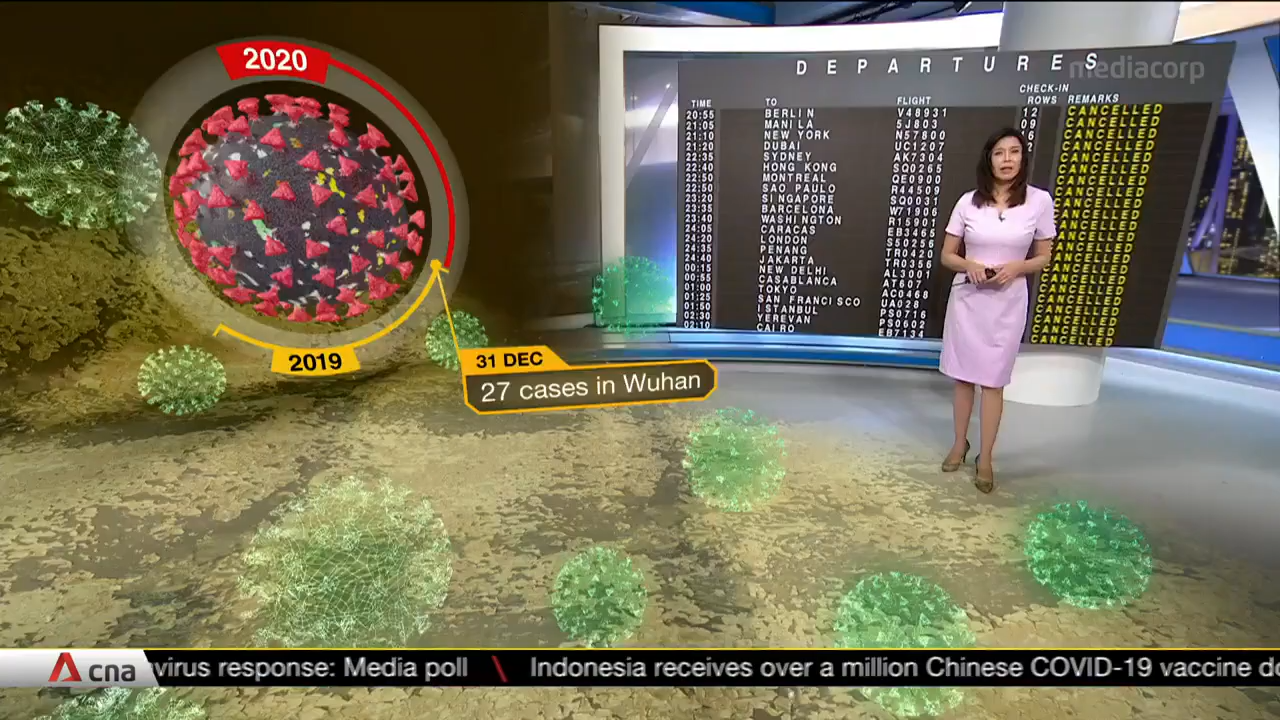 2020
2019
31 DEC
27 cases in Wuhan
mediacorp
DEPARTURES
TIME TO FLIGHT CHECK-IN ROWS REMARKS
20:55 BERLIN V48931 12 CANCELLED
21:05 MANILA 5J803 09 CANCELLED
21:10 NEW YORK N57800 CANCELLED
21:20 DUBAI UC1207 CANCELLED
22:35 SYDNEY AK7304 CANCELLED
22:40 HONG KONG SQ0265 CANCELLED
22:50 MONTREAL QE0900 CANCELLED
22:50 SAO PAULO R44509 CANCELLED
23:20 SINGAPORE SQ0031 CANCELLED
23:35 BARCELONA W71906 CANCELLED
23:40 WASHINGTON R15901 CANCELLED
24:05 CARACAS EB3465 CANCELLED
24:20 LONDON S50256 CANCELLED
24:35 PENANG TR0420 CANCELLED
24:40 JAKARTA TR0356 CANCELLED
00:15 NEW DELHI AL3001 CANCELLED
00:55 CASABLANCA AT607 CANCELLED
01:00 TOKYO AC0468 CANCELLED
01:25 SAN FRANCISCO UA028 CANCELLED
01:50 ISTANBUL PS0716 CANCELLED
02:30 YEREVAN PS0602 CANCELLED
02:10 CAIRO EB7134 CANCELLED
cna
virus response: Media poll \ Indonesia receives over a million Chinese COVID-19 vaccine do